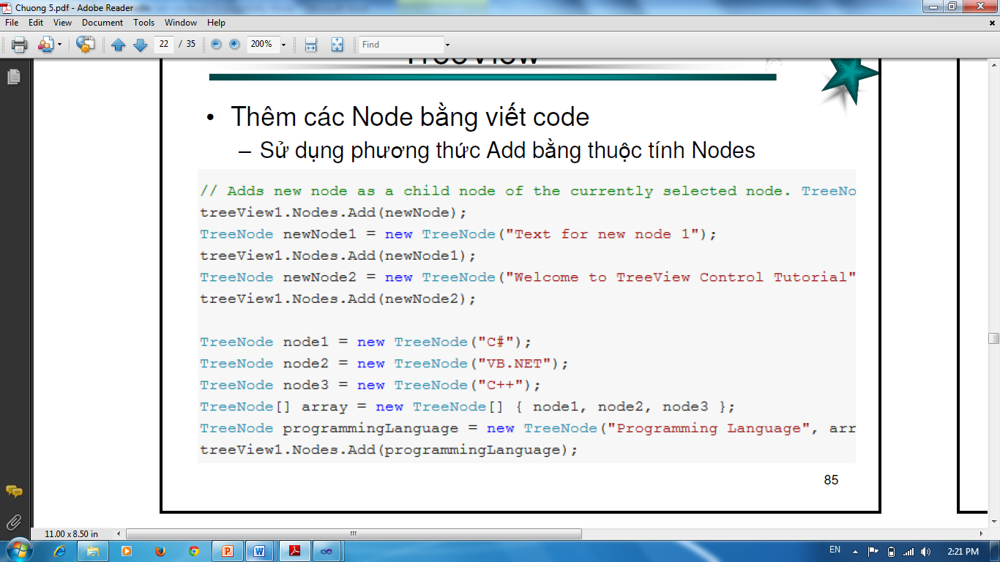 Chuong 5.pdf - Adobe Reader
File Edit View Document Tools Window Help
22 / 35 200% Find
TreeView
• Thêm các Node bằng viết code
– Sử dụng phương thức Add bằng thuộc tính Nodes
// Adds new node as a child node of the currently selected node. TreeNo
treeView1.Nodes.Add(newNode);
TreeNode newNode1 = new TreeNode("Text for new node 1");
treeView1.Nodes.Add(newNode1);
TreeNode newNode2 = new TreeNode("Welcome to TreeView Control Tutorial"
treeView1.Nodes.Add(newNode2);
TreeNode node1 = new TreeNode("C#");
TreeNode node2 = new TreeNode("VB.NET");
TreeNode node3 = new TreeNode("C++");
TreeNode[] array = new TreeNode[] { node1, node2, node3 };
TreeNode programmingLanguage = new TreeNode("Programming Language", arr
treeView1.Nodes.Add(programmingLanguage);
85
11.00 x 8.50 in
EN 2:21 PM